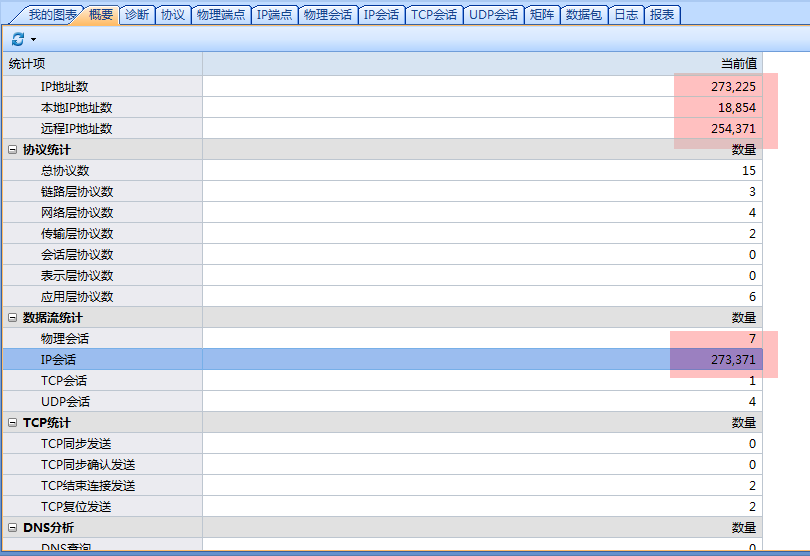 我的图表 概要 诊断 协议 物理端点 IP端点 物理会话 IP会话 TCP会话 UDP会话 矩阵 数据包 日志 报表
统计项 当前值
IP地址数 273,225
本地IP地址数 18,854
远程IP地址数 254,371
协议统计 数量
总协议数 15
链路层协议数 3
网络层协议数 4
传输层协议数 2
会话层协议数 0
表示层协议数 0
应用层协议数 6
数据流统计 数量
物理会话 7
IP会话 273,371
TCP会话 1
UDP会话 4
TCP统计 数量
TCP同步发送 0
TCP同步确认发送 0
TCP结束连接发送 2
TCP复位发送 2
DNS分析 数量
DNS查询 0